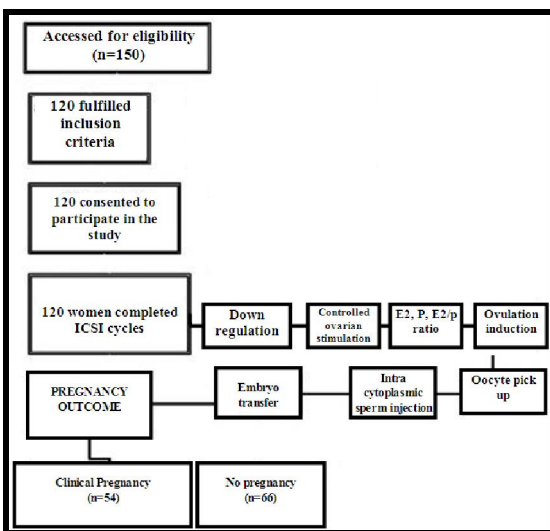 Accessed for eligibility
(n=150)
120 fulfilled
inclusion
criteria
120 consented to
participate in the
study
120 women completed
ICSI cycles
Down
regulation
Controlled
ovarian
stimulation
E2, P, E2/p
ratio
Ovulation
induction
PREGNANCY
OUTCOME
Embryo
transfer
Intra
cytoplasmic
sperm injection
Oocyte pick
up
Clinical Pregnancy
(n=54)
No pregnancy
(n=66)